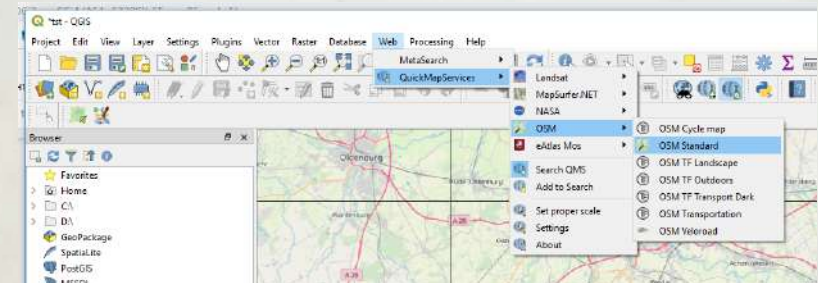 *tst - QGIS
Project Edit View Layer Settings Plugins Vector Raster Database Web Processing Help
MetaSearch
QuickMapServices
Landsat
MapSurfer.NET
NASA
OSM
eAtlas Mos
Search QMS
Add to Search
Set proper scale
Settings
About
OSM Cycle map
OSM Standard
OSM TF Landscape
OSM TF Outdoors
OSM TF Transport Dark
OSM Transportation
OSM Veloroad
Browser
Favorites
Home
C:\
D:\
GeoPackage
SpatiaLite
PostGIS
MSSQL
Oldenburg
A 28
A 29